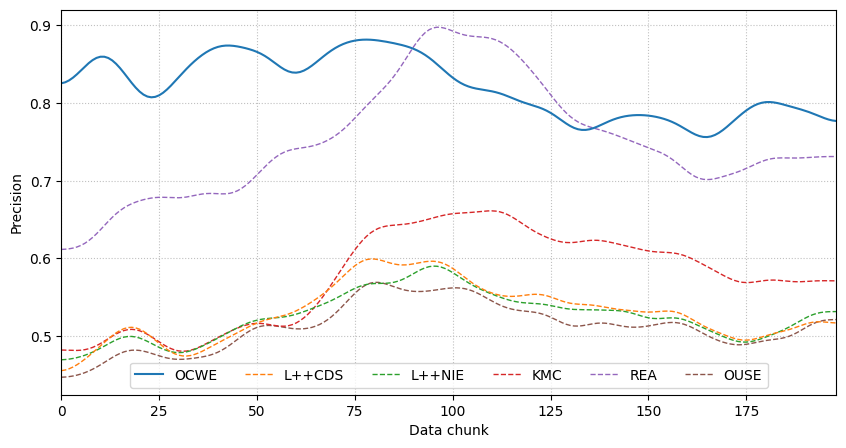 0.9
0.8
0.7
0.6
0.5
Precision
OCWE L++CDS L++NIE KMC REA OUSE
0 25 50 75 100 125 150 175
Data chunk